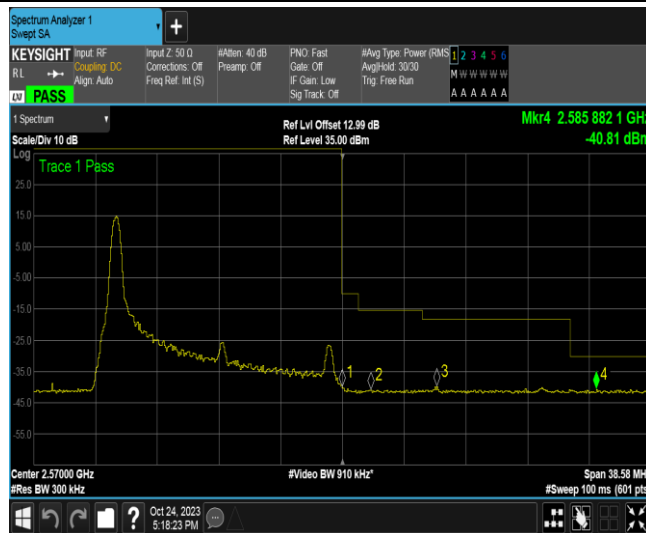 Spectrum Analyzer 1
Swept SA
+
KEYSIGHT
RL
LXI PASS
Input: RF
Coupling: DC
Align: Auto
Input Z: 50 Ω
Corrections: Off
Freq Ref: Int (S)
#Atten: 40 dB
Preamp: Off
PNO: Fast
Gate: Off
IF Gain: Low
Sig Track: Off
#Avg Type: Power (RMS
Avg|Hold: 30/30
Trig: Free Run
1 2 3 4 5 6
M W W W W W
A A A A A A
1 Spectrum
Scale/Div 10 dB
Ref Lvl Offset 12.99 dB
Ref Level 35.00 dBm
Mkr4 2.585 882 1 GHz
-40.81 dBm
Log
Trace 1 Pass
25.0
15.0
5.00
-5.00
-15.0
-25.0
-35.0
-45.0
-55.0
1
2
3
4
Center 2.57000 GHz
#Res BW 300 kHz
#Video BW 910 kHz*
Span 38.58 MH
#Sweep 100 ms (601 pts
?
Oct 24, 2023
5:18:23 PM